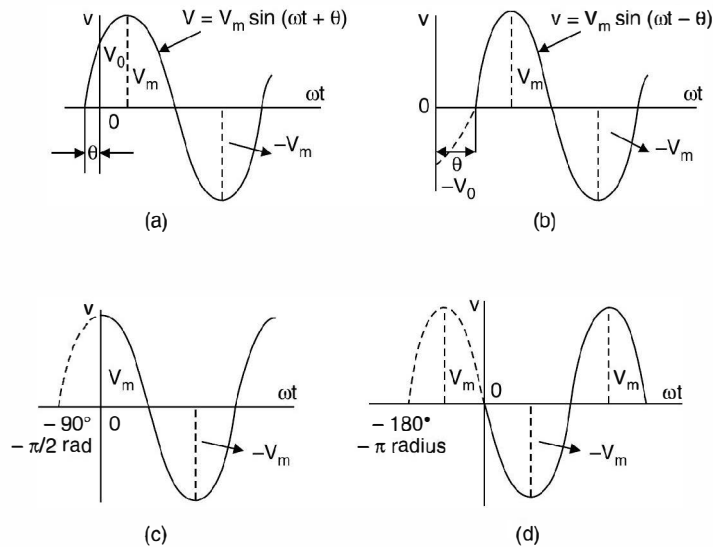 v
V = Vm sin (ωt + θ)
V0
Vm
ωt
0
θ
–Vm
(a)
v
v = Vm sin (ωt – θ)
Vm
ωt
0
θ
–V0
–Vm
(b)
v
Vm
ωt
– 90° 0
– π/2 rad
–Vm
(c)
v
Vm
0
Vm
ωt
– 180°
– π radius
–Vm
(d)